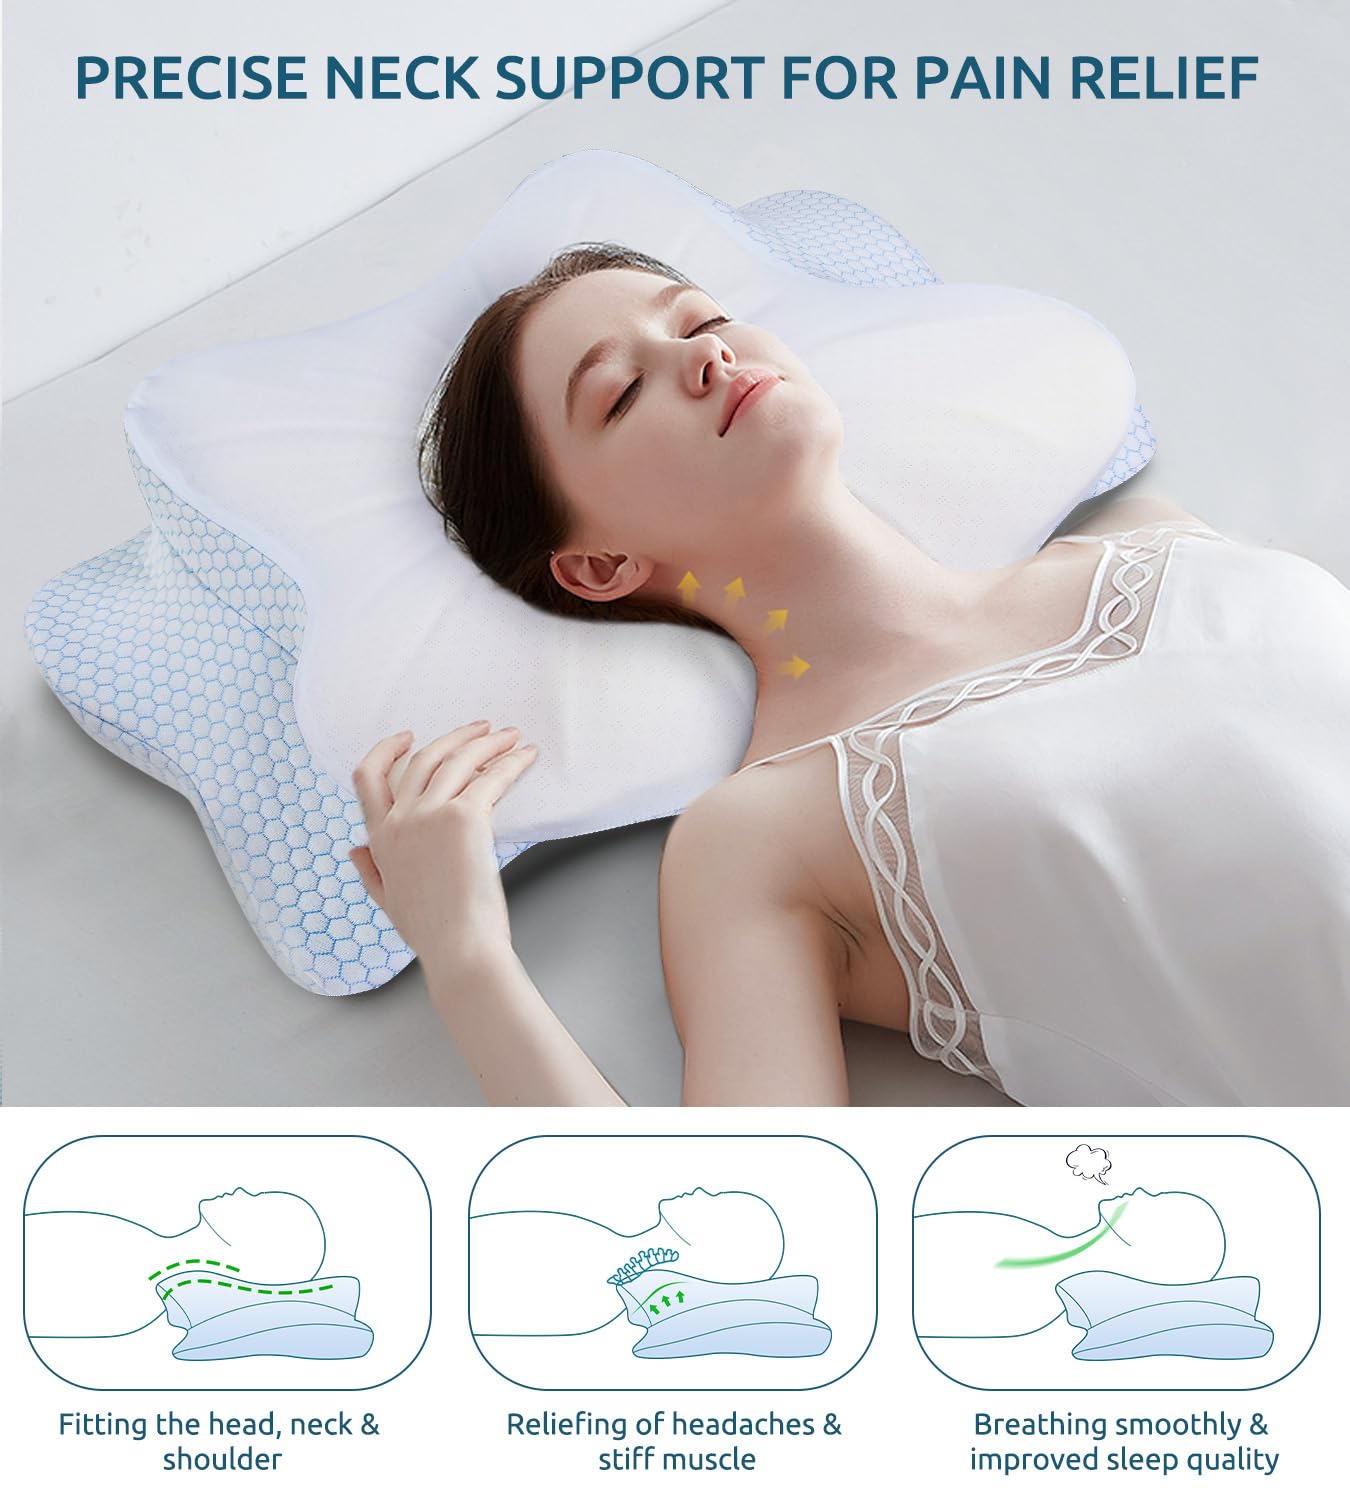 PRECISE NECK SUPPORT FOR PAIN RELIEF
Fitting the head, neck &
shoulder
Reliefing of headaches &
stiff muscle
Breathing smoothly &
improved sleep quality